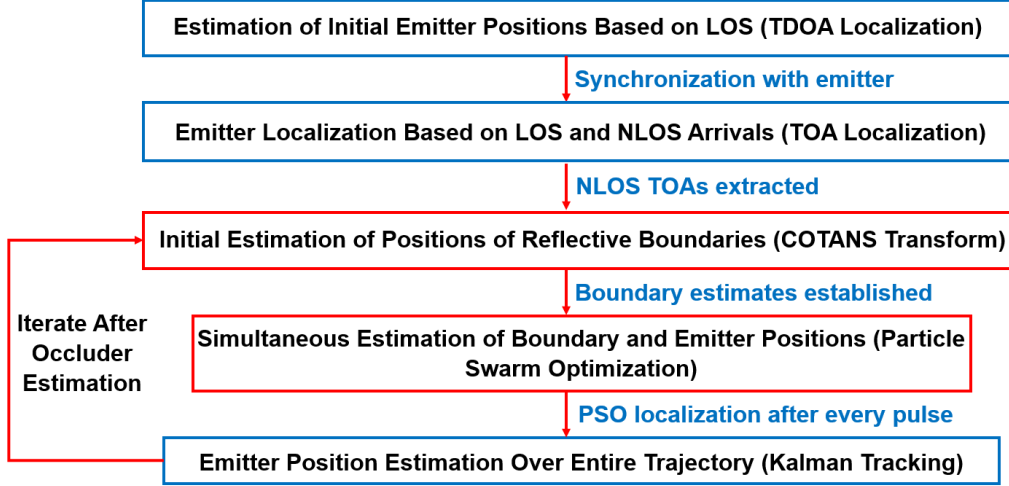 Estimation of Initial Emitter Positions Based on LOS (TDOA Localization)
Synchronization with emitter
Emitter Localization Based on LOS and NLOS Arrivals (TOA Localization)
NLOS TOAs extracted
Initial Estimation of Positions of Reflective Boundaries (COTANS Transform)
Boundary estimates established
Iterate After
Occluder
Estimation
Simultaneous Estimation of Boundary and Emitter Positions (Particle
Swarm Optimization)
PSO localization after every pulse
Emitter Position Estimation Over Entire Trajectory (Kalman Tracking)